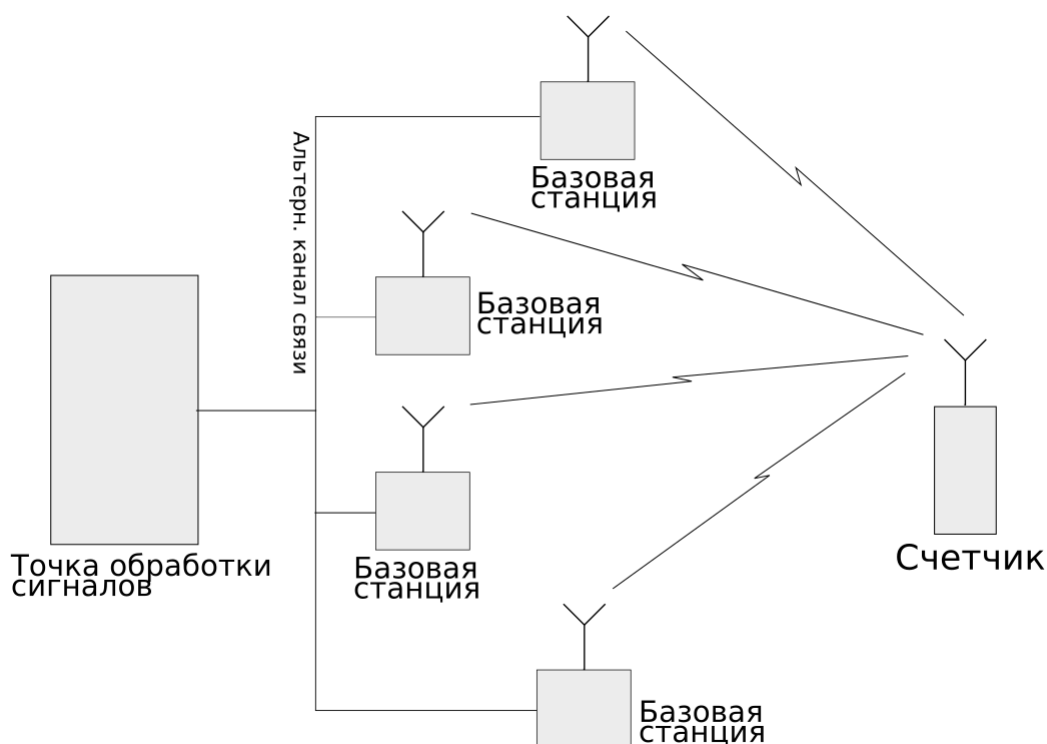 Базовая
станция
Альтерн. канал связи
Базовая
станция
Точка обработки
сигналов
Базовая
станция
Счетчик
Базовая
станция